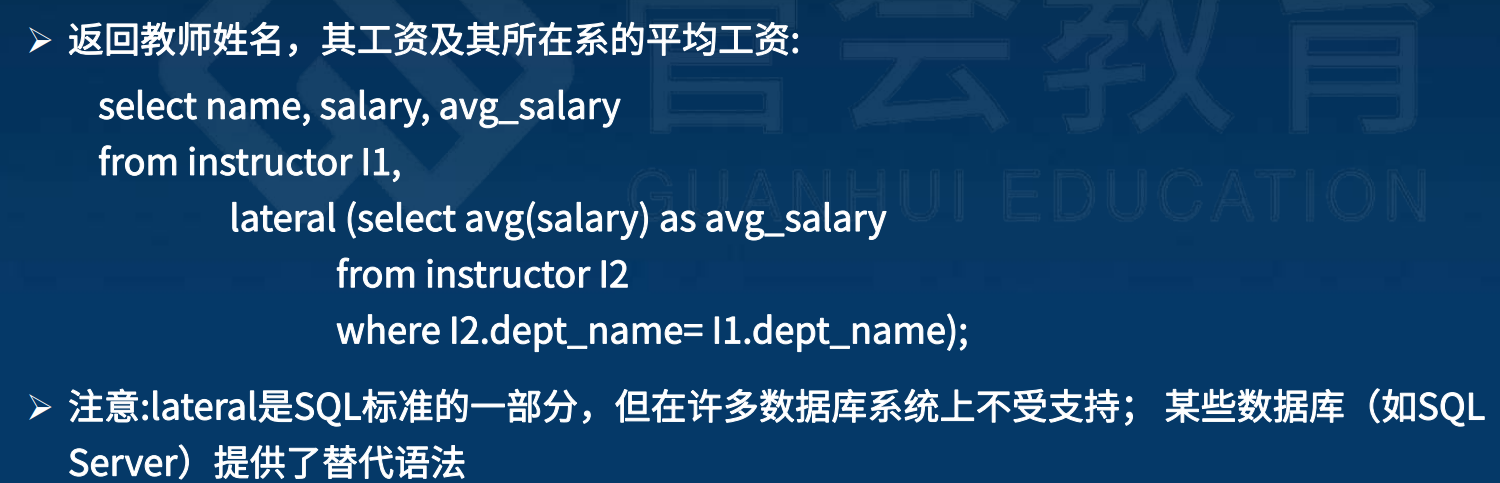 返回教师姓名，其工资及其所在系的平均工资:
select name, salary, avg_salary
from instructor I1,
lateral (select avg(salary) as avg_salary
from instructor I2
where I2.dept_name= I1.dept_name);
注意:lateral是SQL标准的一部分，但在许多数据库系统上不受支持； 某些数据库（如SQL
Server）提供了替代语法
教育
GUANHUI EDUCATION